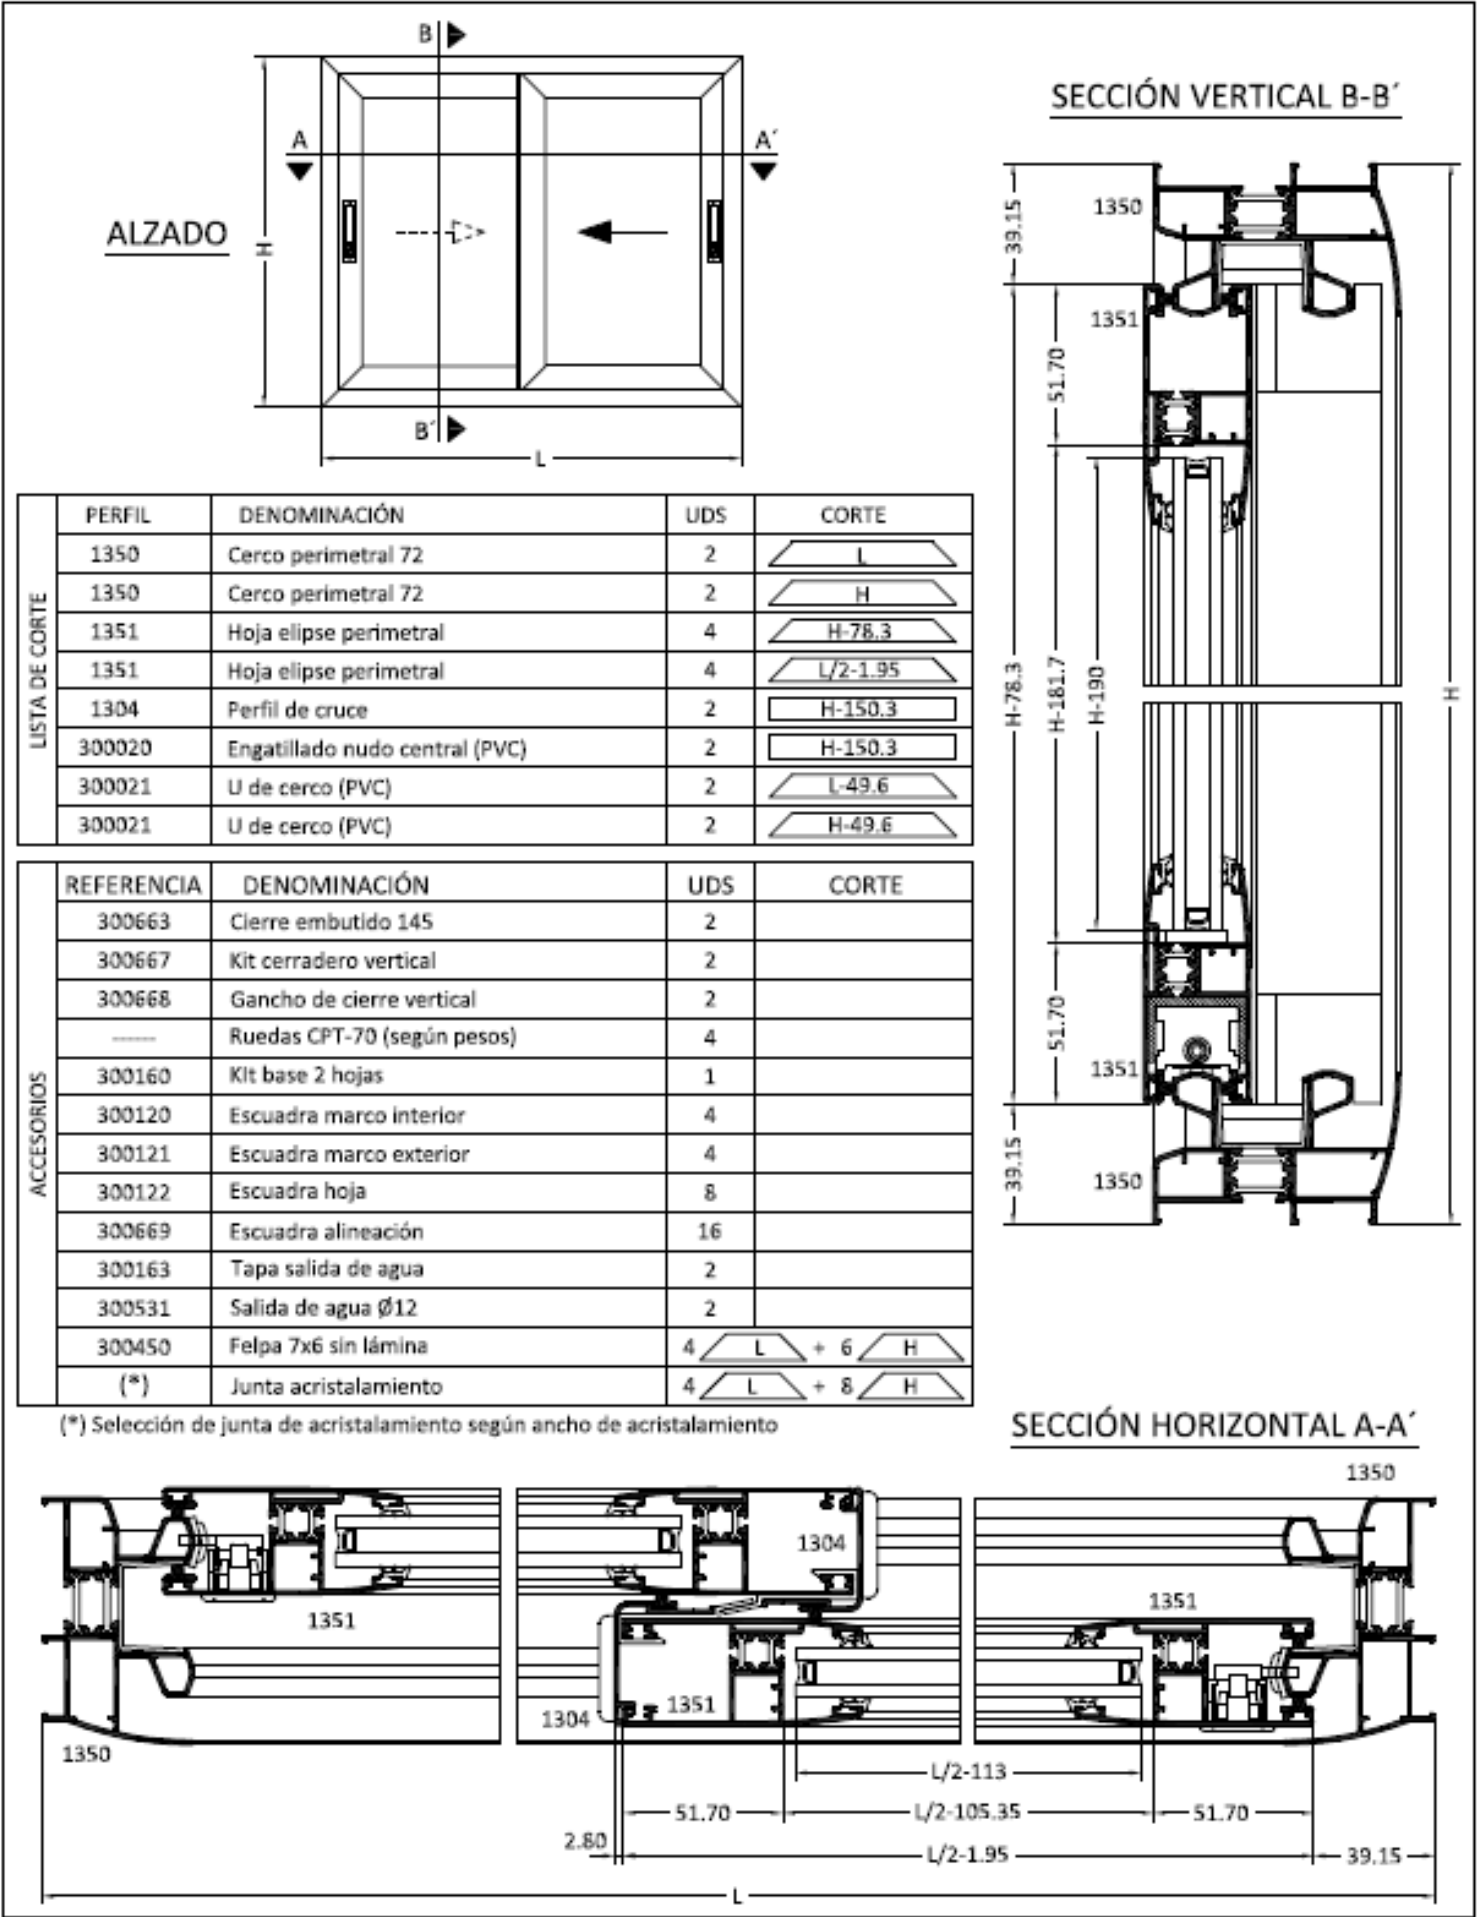 B
A
A´
ALZADO
H
B´
L
SECCIÓN VERTICAL B-B´
39.15
1350
1351
51.70
H-78.3
H-181.7
H-190
H
51.70
1351
39.15
1350
LISTA DE CORTE
PERFIL DENOMINACIÓN UDS CORTE
1350 Cerco perimetral 72 2 L
1350 Cerco perimetral 72 2 H
1351 Hoja elipse perimetral 4 H-78.3
1351 Hoja elipse perimetral 4 L/2-1.95
1304 Perfil de cruce 2 H-150.3
300020 Engatillado nudo central (PVC) 2 H-150.3
300021 U de cerco (PVC) 2 L-49.6
300021 U de cerco (PVC) 2 H-49.6
ACCESORIOS
REFERENCIA DENOMINACIÓN UDS CORTE
300663 Cierre embutido 145 2
300667 Kit cerradero vertical 2
300668 Gancho de cierre vertical 2
------ Ruedas CPT-70 (según pesos) 4
300160 KIt base 2 hojas 1
300120 Escuadra marco interior 4
300121 Escuadra marco exterior 4
300122 Escuadra hoja 8
300669 Escuadra alineación 16
300163 Tapa salida de agua 2
300531 Salida de agua Ø12 2
300450 Felpa 7x6 sin lámina 4 L + 6 H
(*) Junta acristalamiento 4 L + 8 H
(*) Selección de junta de acristalamiento según ancho de acristalamiento
SECCIÓN HORIZONTAL A-A´
1350
1304
1351
1351
1351
1304
1350
L/2-113
51.70
L/2-105.35
51.70
2.80
L/2-1.95
39.15
L